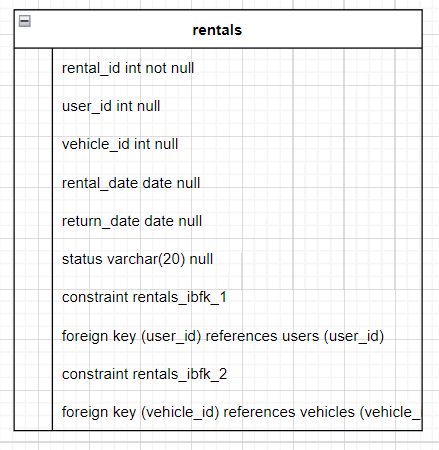 rentals
rental_id int not null
user_id int null
vehicle_id int null
rental_date date null
return_date date null
status varchar(20) null
constraint rentals_ibfk_1
foreign key (user_id) references users (user_id)
constraint rentals_ibfk_2
foreign key (vehicle_id) references vehicles (vehicle_